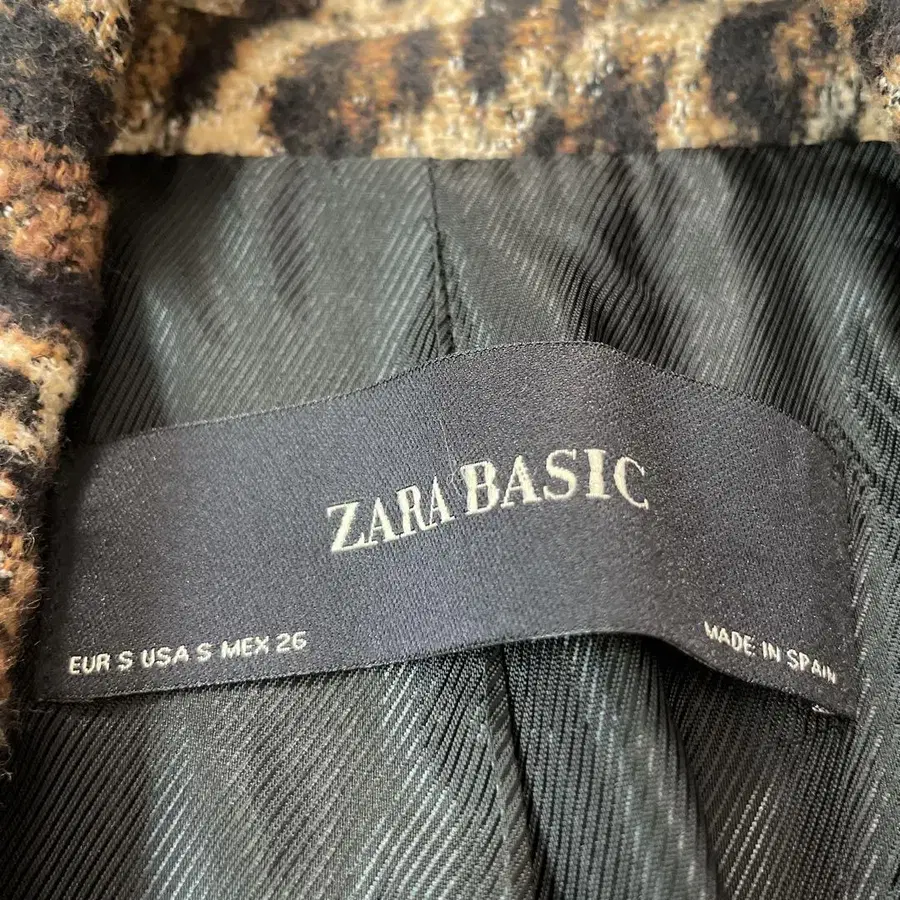 ZARA BASIC
EUR S USA S MEX 26
MADE IN SPAIN